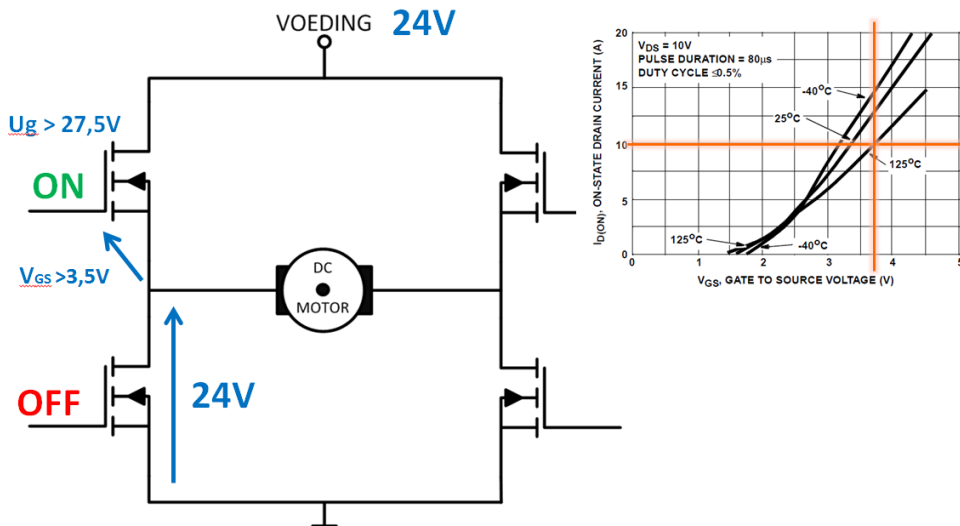 VOEDING 24V
Ug > 27,5V
ON
VGS >3,5V
DC
MOTOR
OFF
24V
VDS = 10V
PULSE DURATION = 80µs
DUTY CYCLE ≤0.5%
-40°C
25°C
125°C
125°C
-40°C
20
15
10
5
0
0 1 2 3 4 5
ID(ON), ON-STATE DRAIN CURRENT (A)
VGS, GATE TO SOURCE VOLTAGE (V)